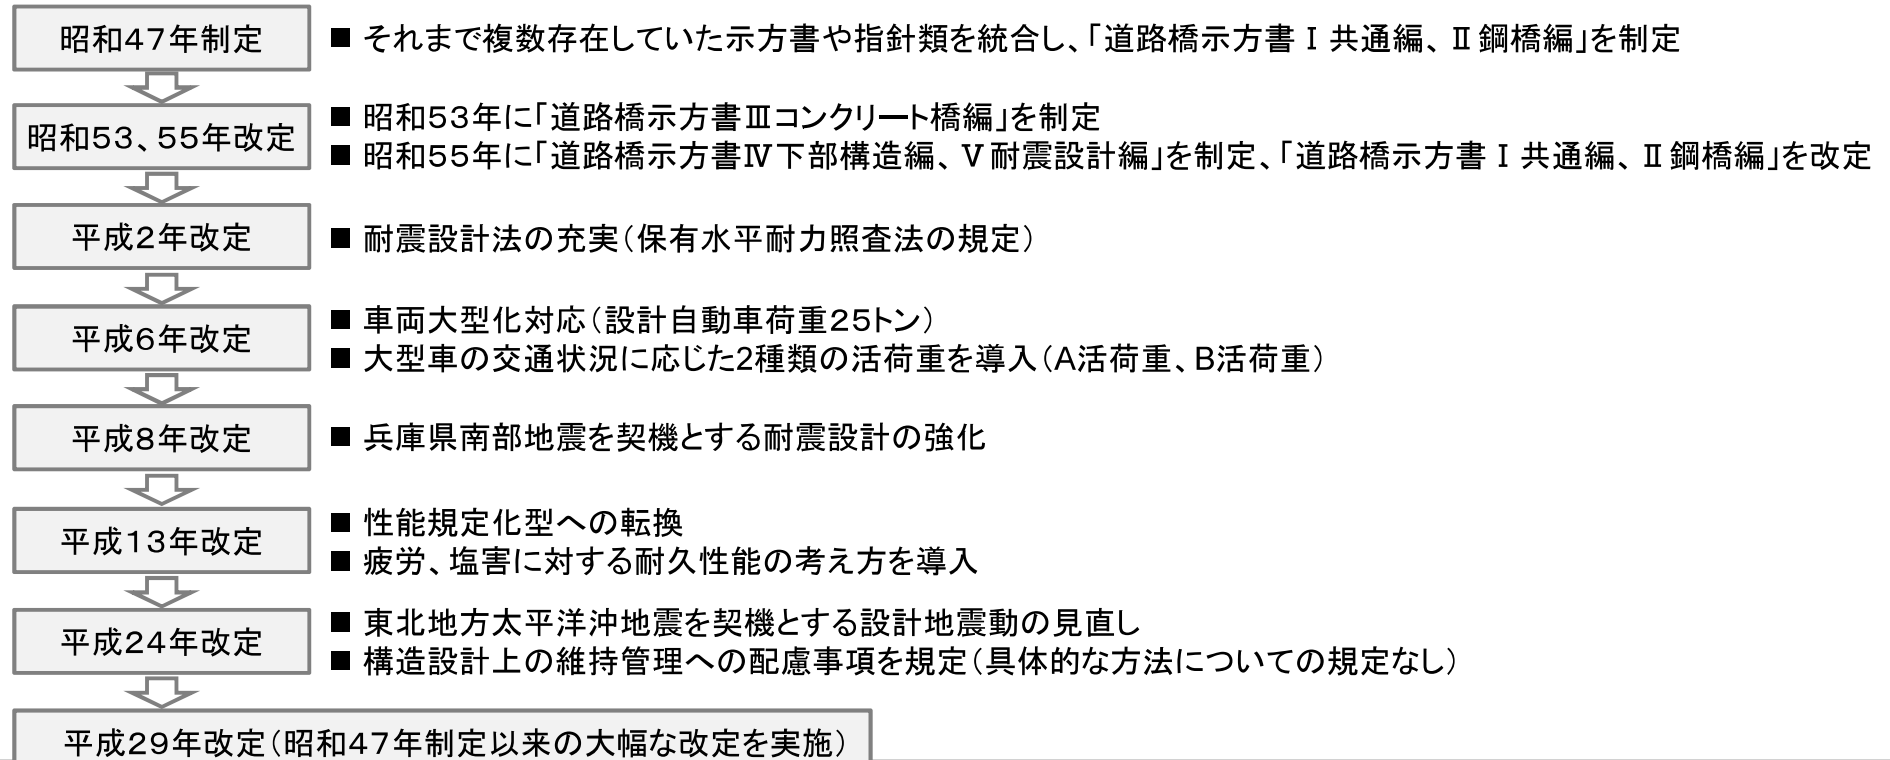 昭和47年制定
■ それまで複数存在していた示方書や指針類を統合し、「道路橋示方書Ⅰ共通編、Ⅱ鋼橋編」を制定
昭和53、55年改定
■ 昭和53年に「道路橋示方書Ⅲコンクリート橋編」を制定
■ 昭和55年に「道路橋示方書Ⅳ下部構造編、Ⅴ耐震設計編」を制定、「道路橋示方書Ⅰ共通編、Ⅱ鋼橋編」を改定
平成2年改定
■ 耐震設計法の充実(保有水平耐力照査法の規定)
平成6年改定
■ 車両大型化対応(設計自動車荷重25トン)
■ 大型車の交通状況に応じた2種類の活荷重を導入(A活荷重、B活荷重)
平成8年改定
■ 兵庫県南部地震を契機とする耐震設計の強化
平成13年改定
■ 性能規定化型への転換
■ 疲労、塩害に対する耐久性能の考え方を導入
平成24年改定
■ 東北地方太平洋沖地震を契機とする設計地震動の見直し
■ 構造設計上の維持管理への配慮事項を規定(具体的な方法についての規定なし)
平成29年改定(昭和47年制定以来の大幅な改定を実施)